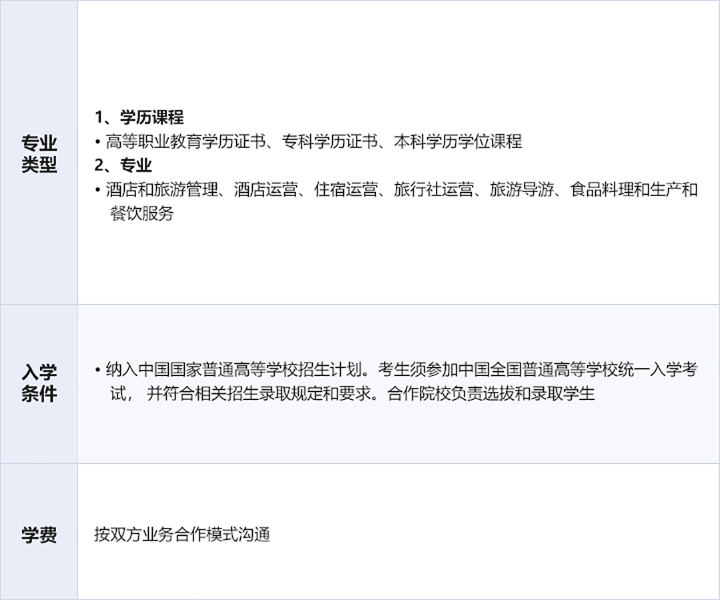 专业
类型
1、学历课程
• 高等职业教育学历证书、专科学历证书、本科学历学位课程
2、专业
• 酒店和旅游管理、酒店运营、住宿运营、旅行社运营、旅游导游、食品料理和生产和
餐饮服务
入学
条件
• 纳入中国国家普通高等学校招生计划。考生须参加中国全国普通高等学校统一入学考
试， 并符合相关招生录取规定和要求。合作院校负责选拔和录取学生
学费
按双方业务合作模式沟通